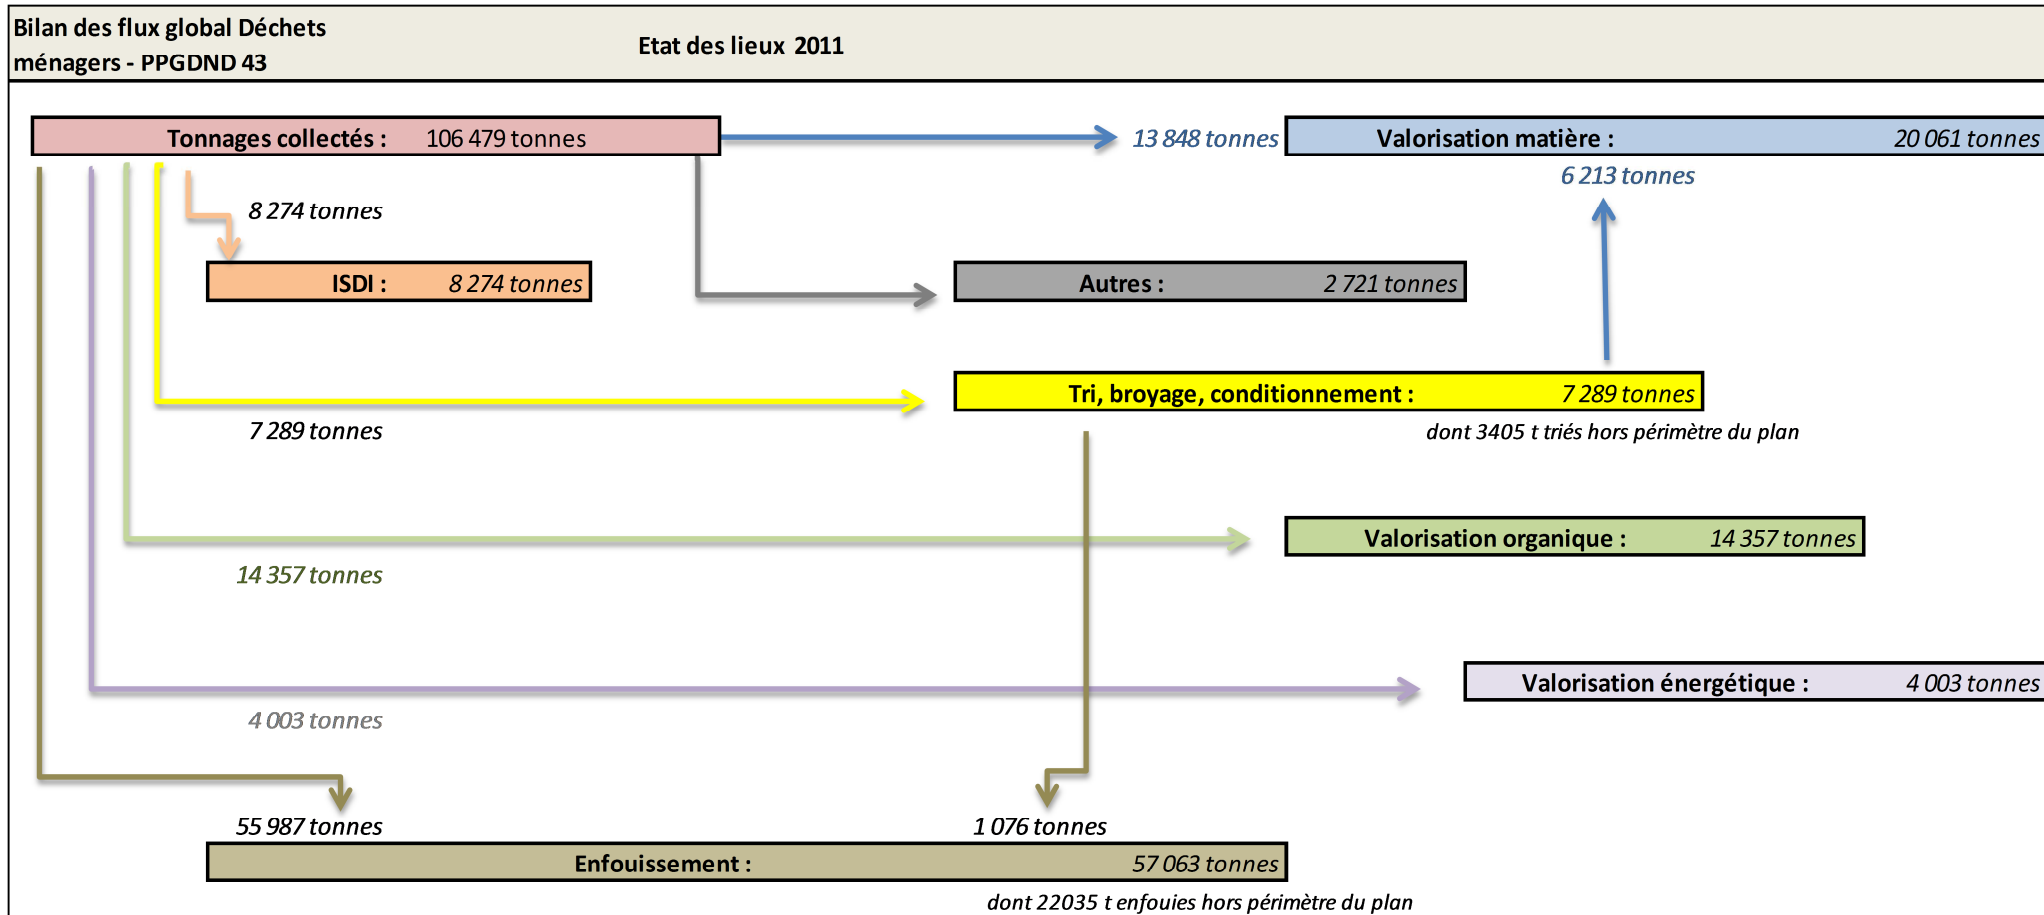 Bilan des flux global Déchets
ménagers - PPGDND 43
Etat des lieux 2011
Tonnages collectés : 106 479 tonnes
13 848 tonnes
Valorisation matière : 20 061 tonnes
6 213 tonnes
8 274 tonnes
ISDI : 8 274 tonnes
Autres : 2 721 tonnes
Tri, broyage, conditionnement : 7 289 tonnes
7 289 tonnes
dont 3405 t triés hors périmètre du plan
Valorisation organique : 14 357 tonnes
14 357 tonnes
Valorisation énergétique : 4 003 tonnes
4 003 tonnes
55 987 tonnes
1 076 tonnes
Enfouissement : 57 063 tonnes
dont 22035 t enfouies hors périmètre du plan